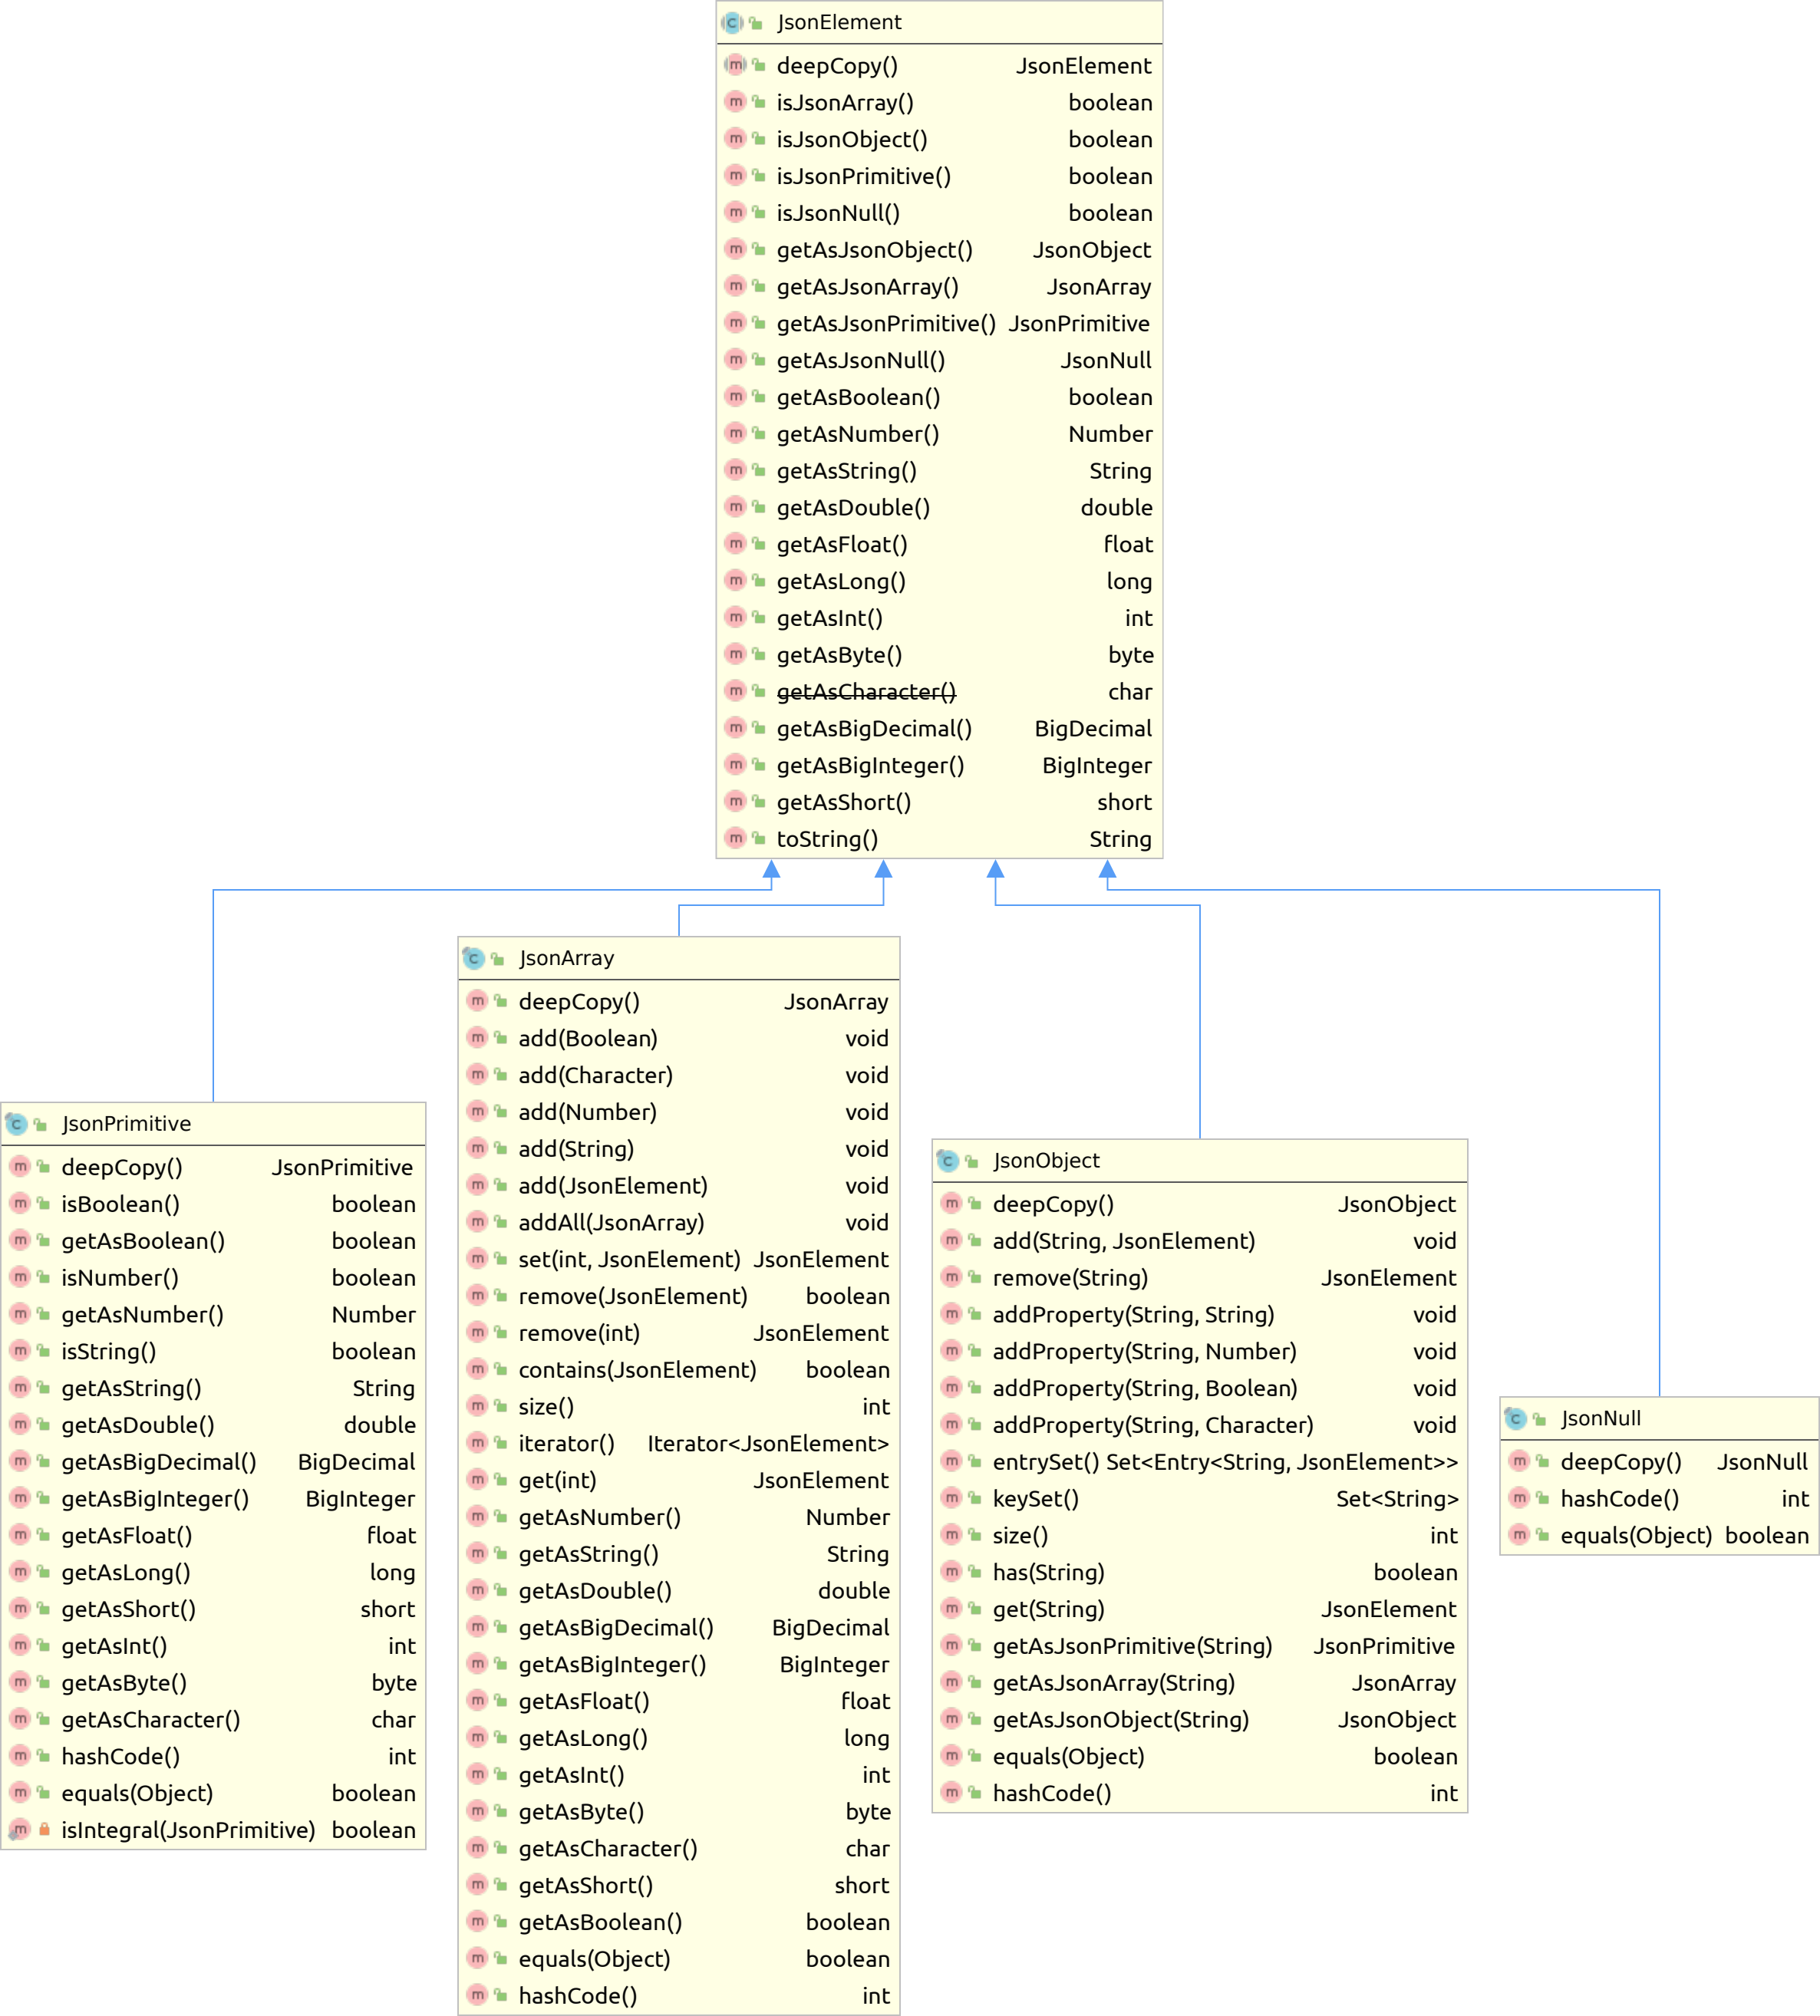 JsonElement
deepCopy() JsonElement
isJsonArray() boolean
isJsonObject() boolean
isJsonPrimitive() boolean
isJsonNull() boolean
getAsJsonObject() JsonObject
getAsJsonArray() JsonArray
getAsJsonPrimitive() JsonPrimitive
getAsJsonNull() JsonNull
getAsBoolean() boolean
getAsNumber() Number
getAsString() String
getAsDouble() double
getAsFloat() float
getAsLong() long
getAsInt() int
getAsByte() byte
getAsCharacter() char
getAsBigDecimal() BigDecimal
getAsBigInteger() BigInteger
getAsShort() short
toString() String
JsonPrimitive
deepCopy() JsonPrimitive
isBoolean() boolean
getAsBoolean() boolean
isNumber() boolean
getAsNumber() Number
isString() boolean
getAsString() String
getAsDouble() double
getAsBigDecimal() BigDecimal
getAsBigInteger() BigInteger
getAsFloat() float
getAsLong() long
getAsShort() short
getAsInt() int
getAsByte() byte
getAsCharacter() char
hashCode() int
equals(Object) boolean
isIntegral(JsonPrimitive) boolean
JsonArray
deepCopy() JsonArray
add(Boolean) void
add(Character) void
add(Number) void
add(String) void
add(JsonElement) void
addAll(JsonArray) void
set(int, JsonElement) JsonElement
remove(JsonElement) boolean
remove(int) JsonElement
contains(JsonElement) boolean
size() int
iterator() Iterator<JsonElement>
get(int) JsonElement
getAsNumber() Number
getAsString() String
getAsDouble() double
getAsBigDecimal() BigDecimal
getAsBigInteger() BigInteger
getAsFloat() float
getAsLong() long
getAsInt() int
getAsByte() byte
getAsCharacter() char
getAsShort() short
getAsBoolean() boolean
equals(Object) boolean
hashCode() int
JsonObject
deepCopy() JsonObject
add(String, JsonElement) void
remove(String) JsonElement
addProperty(String, String) void
addProperty(String, Number) void
addProperty(String, Boolean) void
addProperty(String, Character) void
entrySet() Set<Entry<String, JsonElement>>
keySet() Set<String>
size() int
has(String) boolean
get(String) JsonElement
getAsJsonPrimitive(String) JsonPrimitive
getAsJsonArray(String) JsonArray
getAsJsonObject(String) JsonObject
equals(Object) boolean
hashCode() int
JsonNull
deepCopy() JsonNull
hashCode() int
equals(Object) boolean